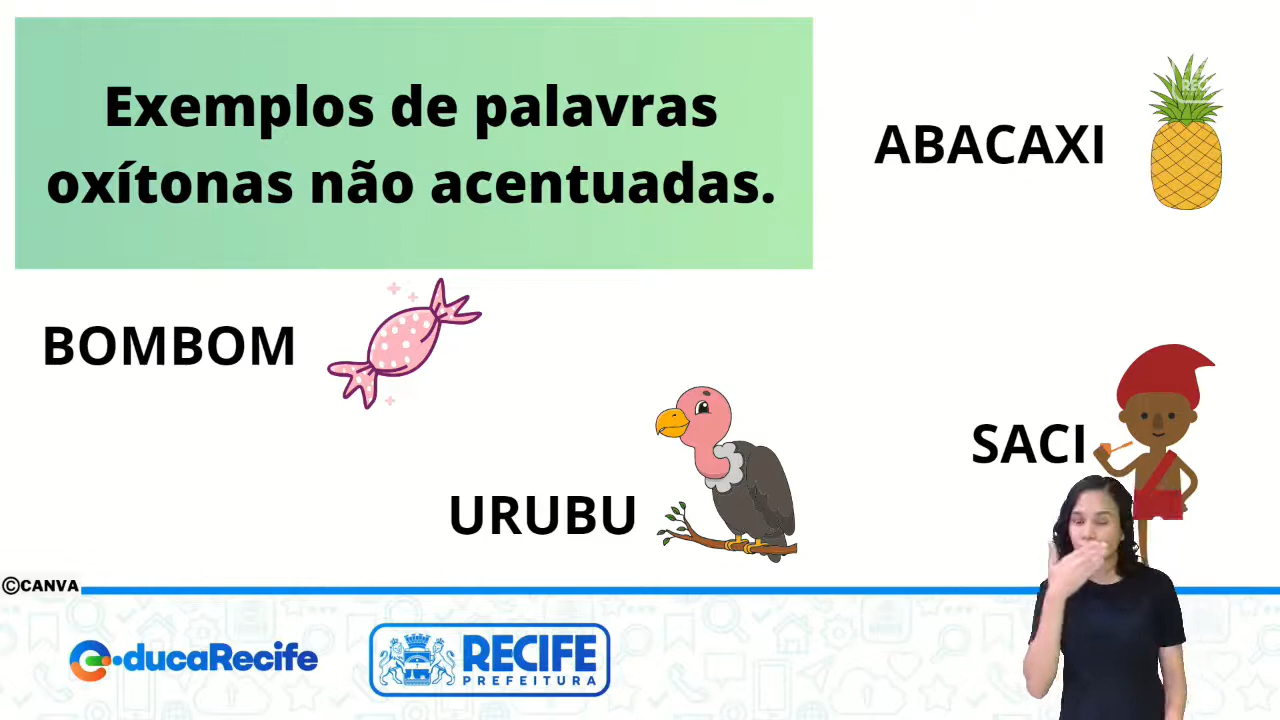 Exemplos de palavras
oxítonas não acentuadas.
ABACAXI
BOMBOM
SACI
URUBU
©CANVA
educaRecife
RECIFE
PREFEITURA